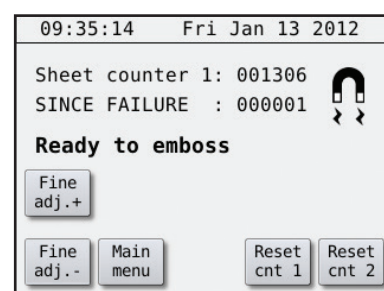 09:35:14 Fri Jan 13 2012
Sheet counter 1: 001306
SINCE FAILURE : 000001
Ready to emboss
Fine
adj.+
Fine
adj.-
Main
menu
Reset
cnt 1
Reset
cnt 2